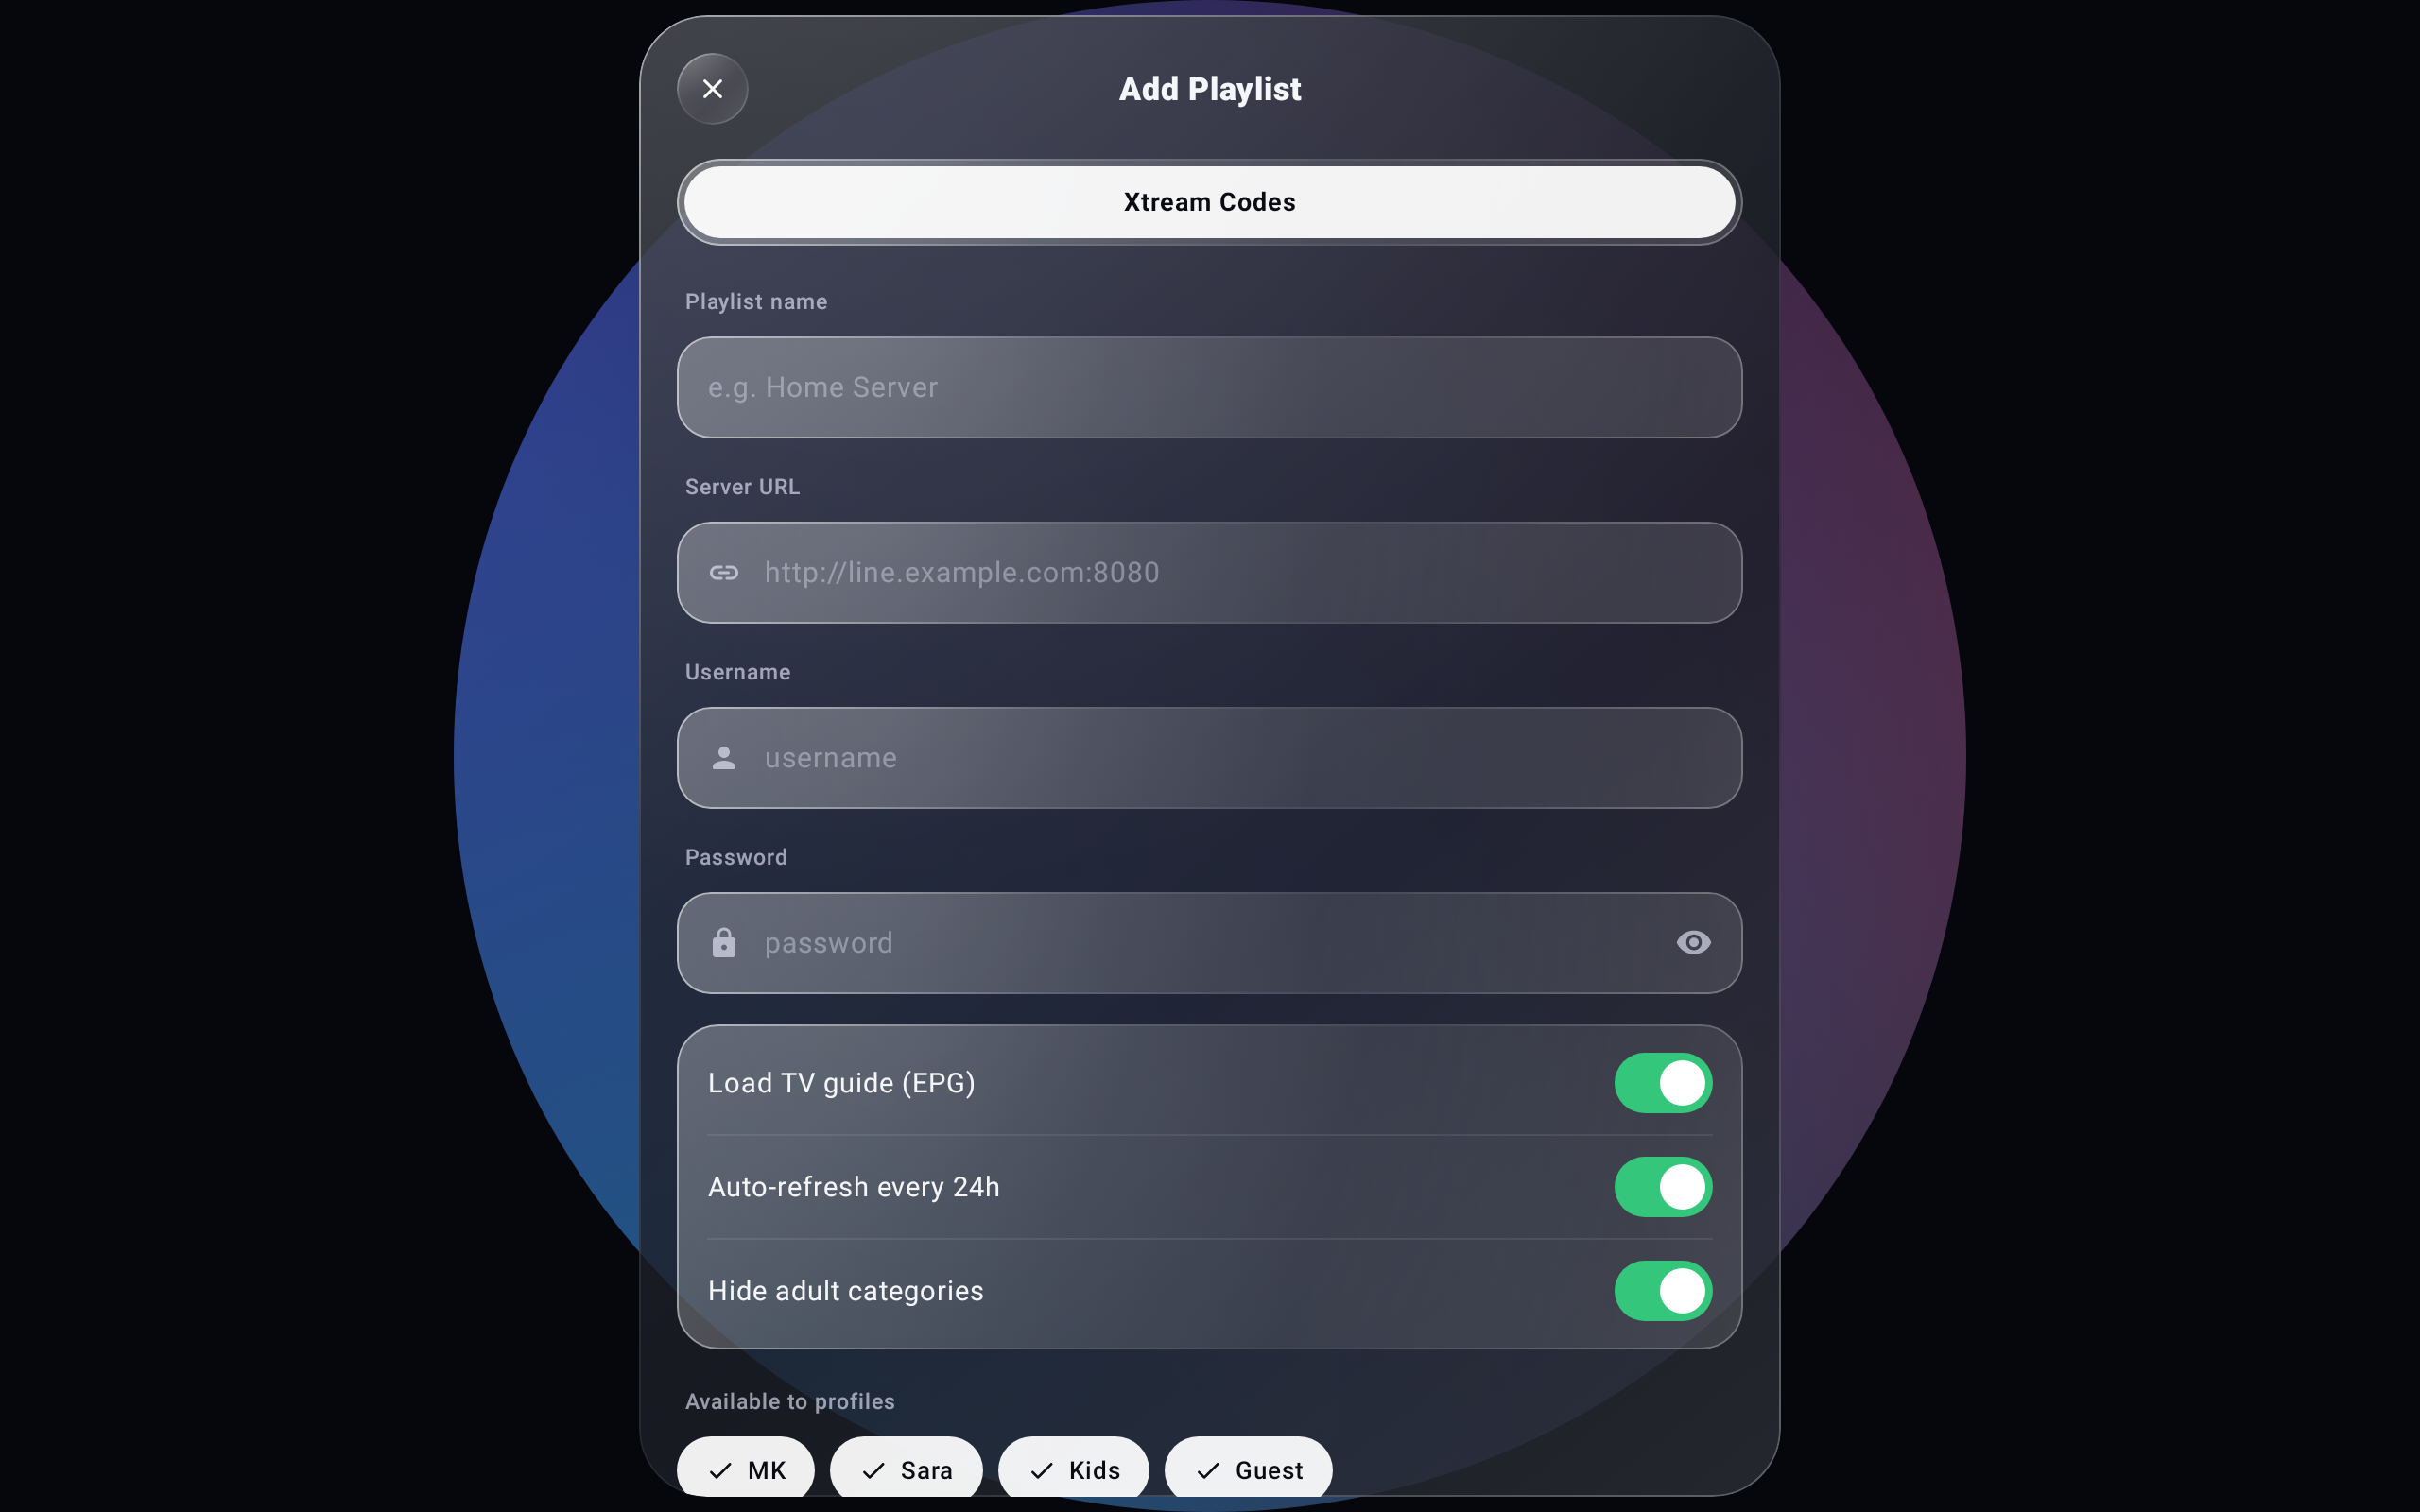 Add Playlist
Xtream Codes
Playlist name
e.g. Home Server
Server URL
http://line.example.com:8080
Username
username
Password
password
Load TV guide (EPG)
Auto-refresh every 24h
Hide adult categories
Available to profiles
MK Sara Kids Guest